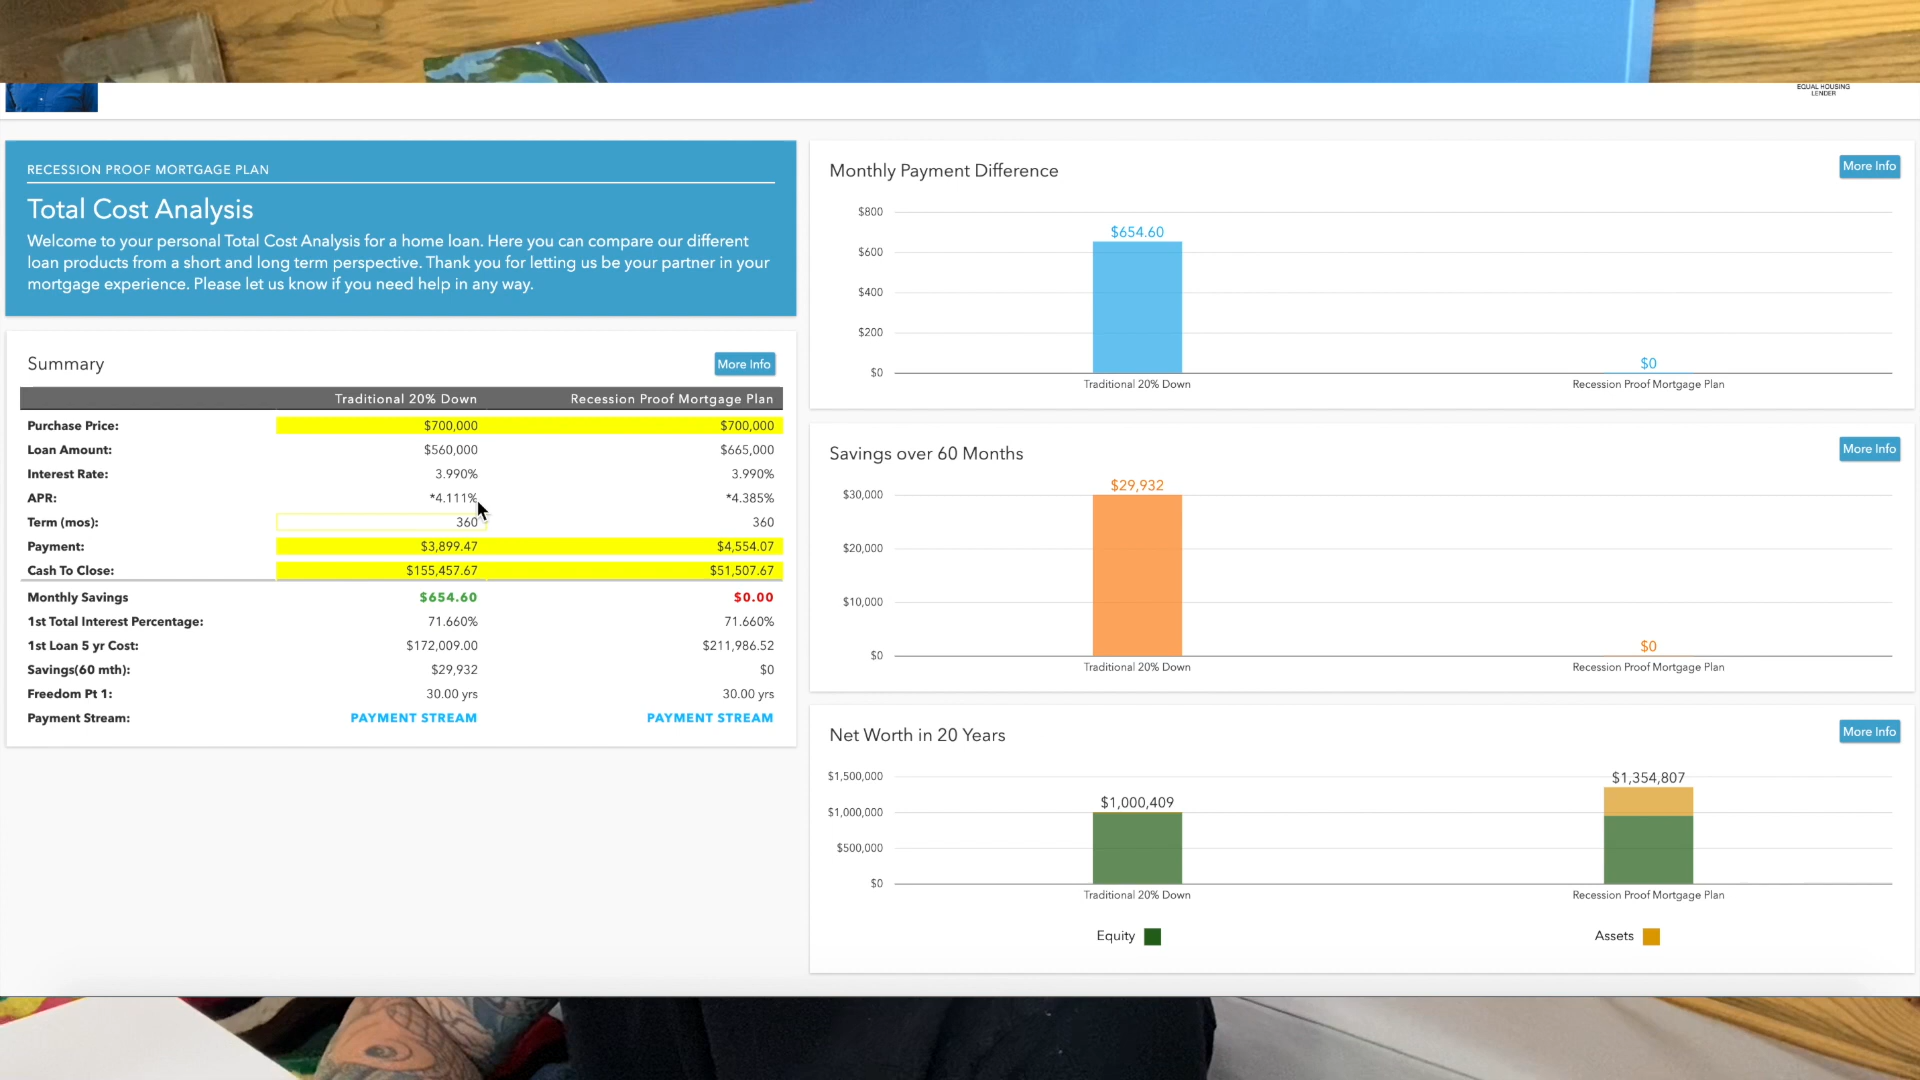 EQUAL HOUSING
LENDER
RECESSION PROOF MORTGAGE PLAN
Total Cost Analysis
Welcome to your personal Total Cost Analysis for a home loan. Here you can compare our different
loan products from a short and long term perspective. Thank you for letting us be your partner in your
mortgage experience. Please let us know if you need help in any way.
Summary
More Info
Traditional 20% Down Recession Proof Mortgage Plan
Purchase Price: $700,000 $700,000
Loan Amount: $560,000 $665,000
Interest Rate: 3.990% 3.990%
APR: *4.111% *4.385%
Term (mos): 360 360
Payment: $3,899.47 $4,554.07
Cash To Close: $155,457.67 $51,507.67
Monthly Savings $654.60 $0.00
1st Total Interest Percentage: 71.660% 71.660%
1st Loan 5 yr Cost: $172,009.00 $211,986.52
Savings(60 mth): $29,932 $0
Freedom Pt 1: 30.00 yrs 30.00 yrs
Payment Stream: PAYMENT STREAM PAYMENT STREAM
Monthly Payment Difference
More Info
$800
$654.60
$600
$400
$200
$0
$0
Traditional 20% Down Recession Proof Mortgage Plan
Savings over 60 Months
More Info
$29,932
$30,000
$20,000
$10,000
$0
$0
Traditional 20% Down Recession Proof Mortgage Plan
Net Worth in 20 Years
More Info
$1,500,000
$1,354,807
$1,000,409
$1,000,000
$500,000
$0
Traditional 20% Down Recession Proof Mortgage Plan
Equity
Assets